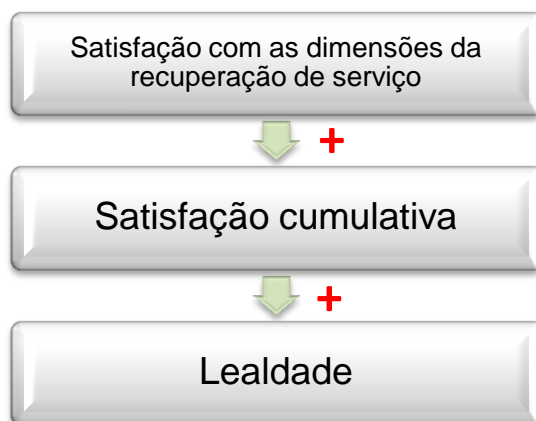 Satisfação com as dimensões da
recuperação de serviço
+
Satisfação cumulativa
+
Lealdade